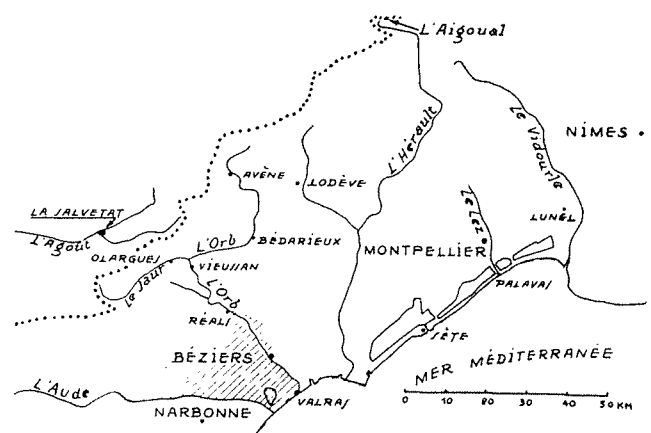 L'Aigoual
NÎMES
Le Vidourle
L'Hérault
AVÈNE
LODÈVE
LA SALVETAT
Le Lez
LUNEL
L'Agout
L'Orb
BÉDARIEUX
MONTPELLIER
OLARGUES
VIEUSSAN
Le Jaur
L'Orb
PALAVAS
RÉALS
SÈTE
BÉZIERS
MER MÉDITERRANÉE
L'Aude
VALRAS
0 10 20 30 40 50 KM
NARBONNE